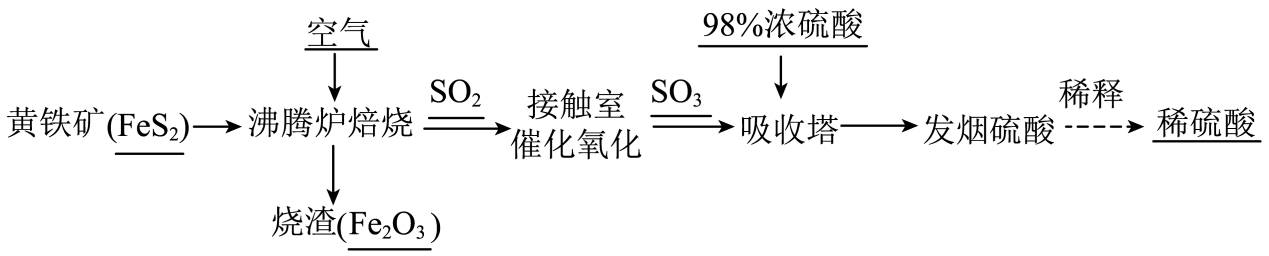 空气
98%浓硫酸
黄铁矿(FeS₂)
沸腾炉焙烧
SO₂
接触室
催化氧化
SO₃
吸收塔
发烟硫酸
稀释
稀硫酸
烧渣(Fe₂O₃)